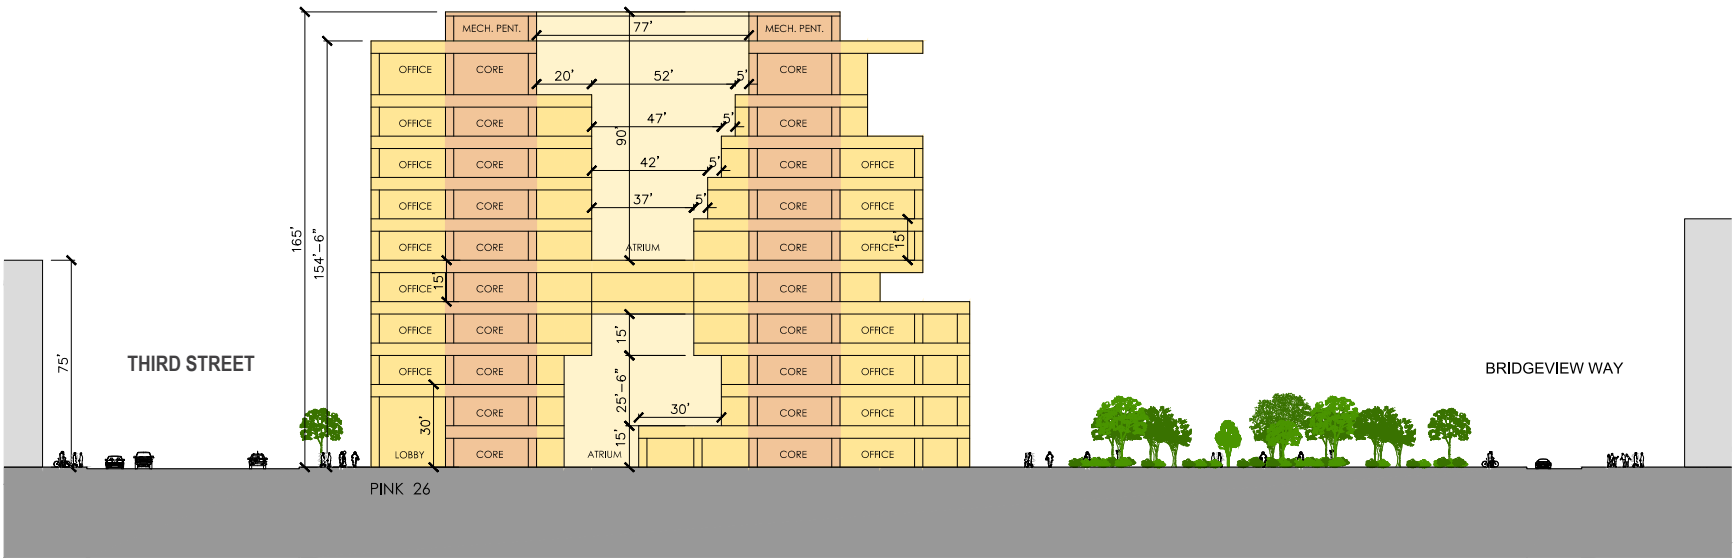 MECH. PENT. 77' MECH. PENT.
OFFICE CORE CORE
20' 52' 5'
OFFICE CORE 47' 5' CORE
90'
OFFICE CORE 42' 5' CORE OFFICE
OFFICE CORE 37' 5' CORE OFFICE
165'
154'-6"
OFFICE CORE ATRIUM CORE OFFICE 15'
OFFICE 15' CORE CORE
OFFICE CORE 15' CORE OFFICE
75'
THIRD STREET
OFFICE CORE CORE OFFICE
BRIDGEVIEW WAY
25'-6"
30' CORE 30' CORE OFFICE
15'
LOBBY CORE ATRIUM CORE OFFICE
PINK 26